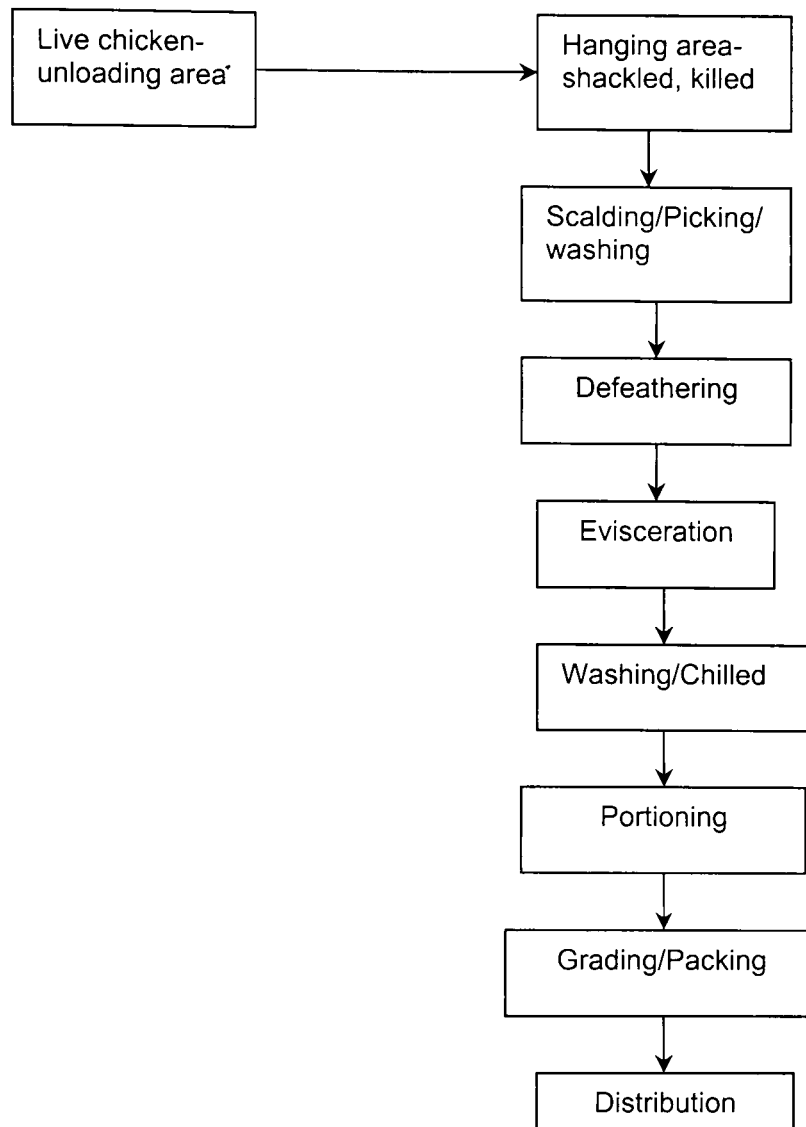 Live chicken-
unloading area
Hanging area-
shackled, killed
Scalding/Picking/
washing
Defeathering
Evisceration
Washing/Chilled
Portioning
Grading/Packing
Distribution